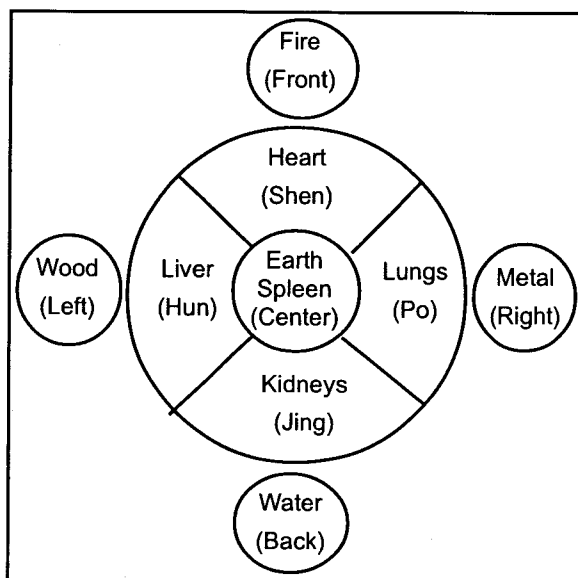 Fire
(Front)
Heart
(Shen)
Wood
(Left)
Liver
(Hun)
Earth
Spleen
(Center)
Lungs
(Po)
Metal
(Right)
Kidneys
(Jing)
Water
(Back)